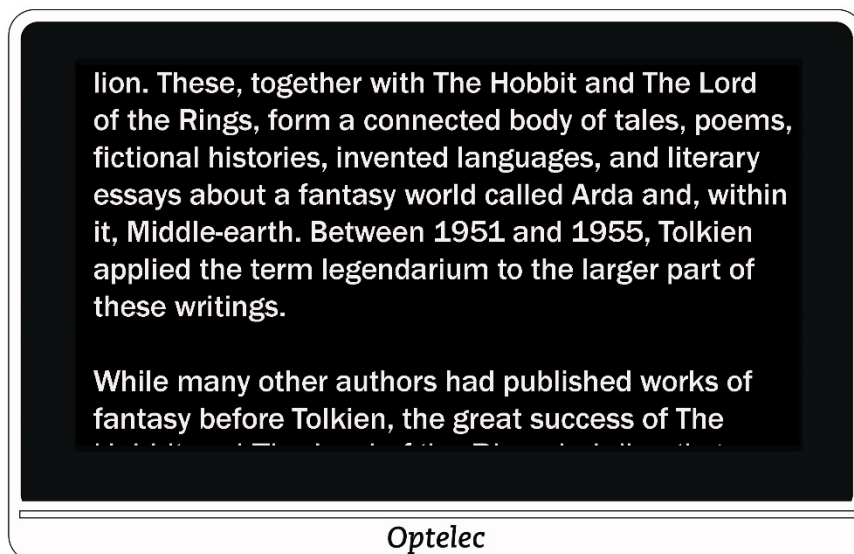 lion. These, together with The Hobbit and The Lord
of the Rings, form a connected body of tales, poems,
fictional histories, invented languages, and literary
essays about a fantasy world called Arda and, within
it, Middle-earth. Between 1951 and 1955, Tolkien
applied the term legendarium to the larger part of
these writings.
While many other authors had published works of
fantasy before Tolkien, the great success of The
Optelec